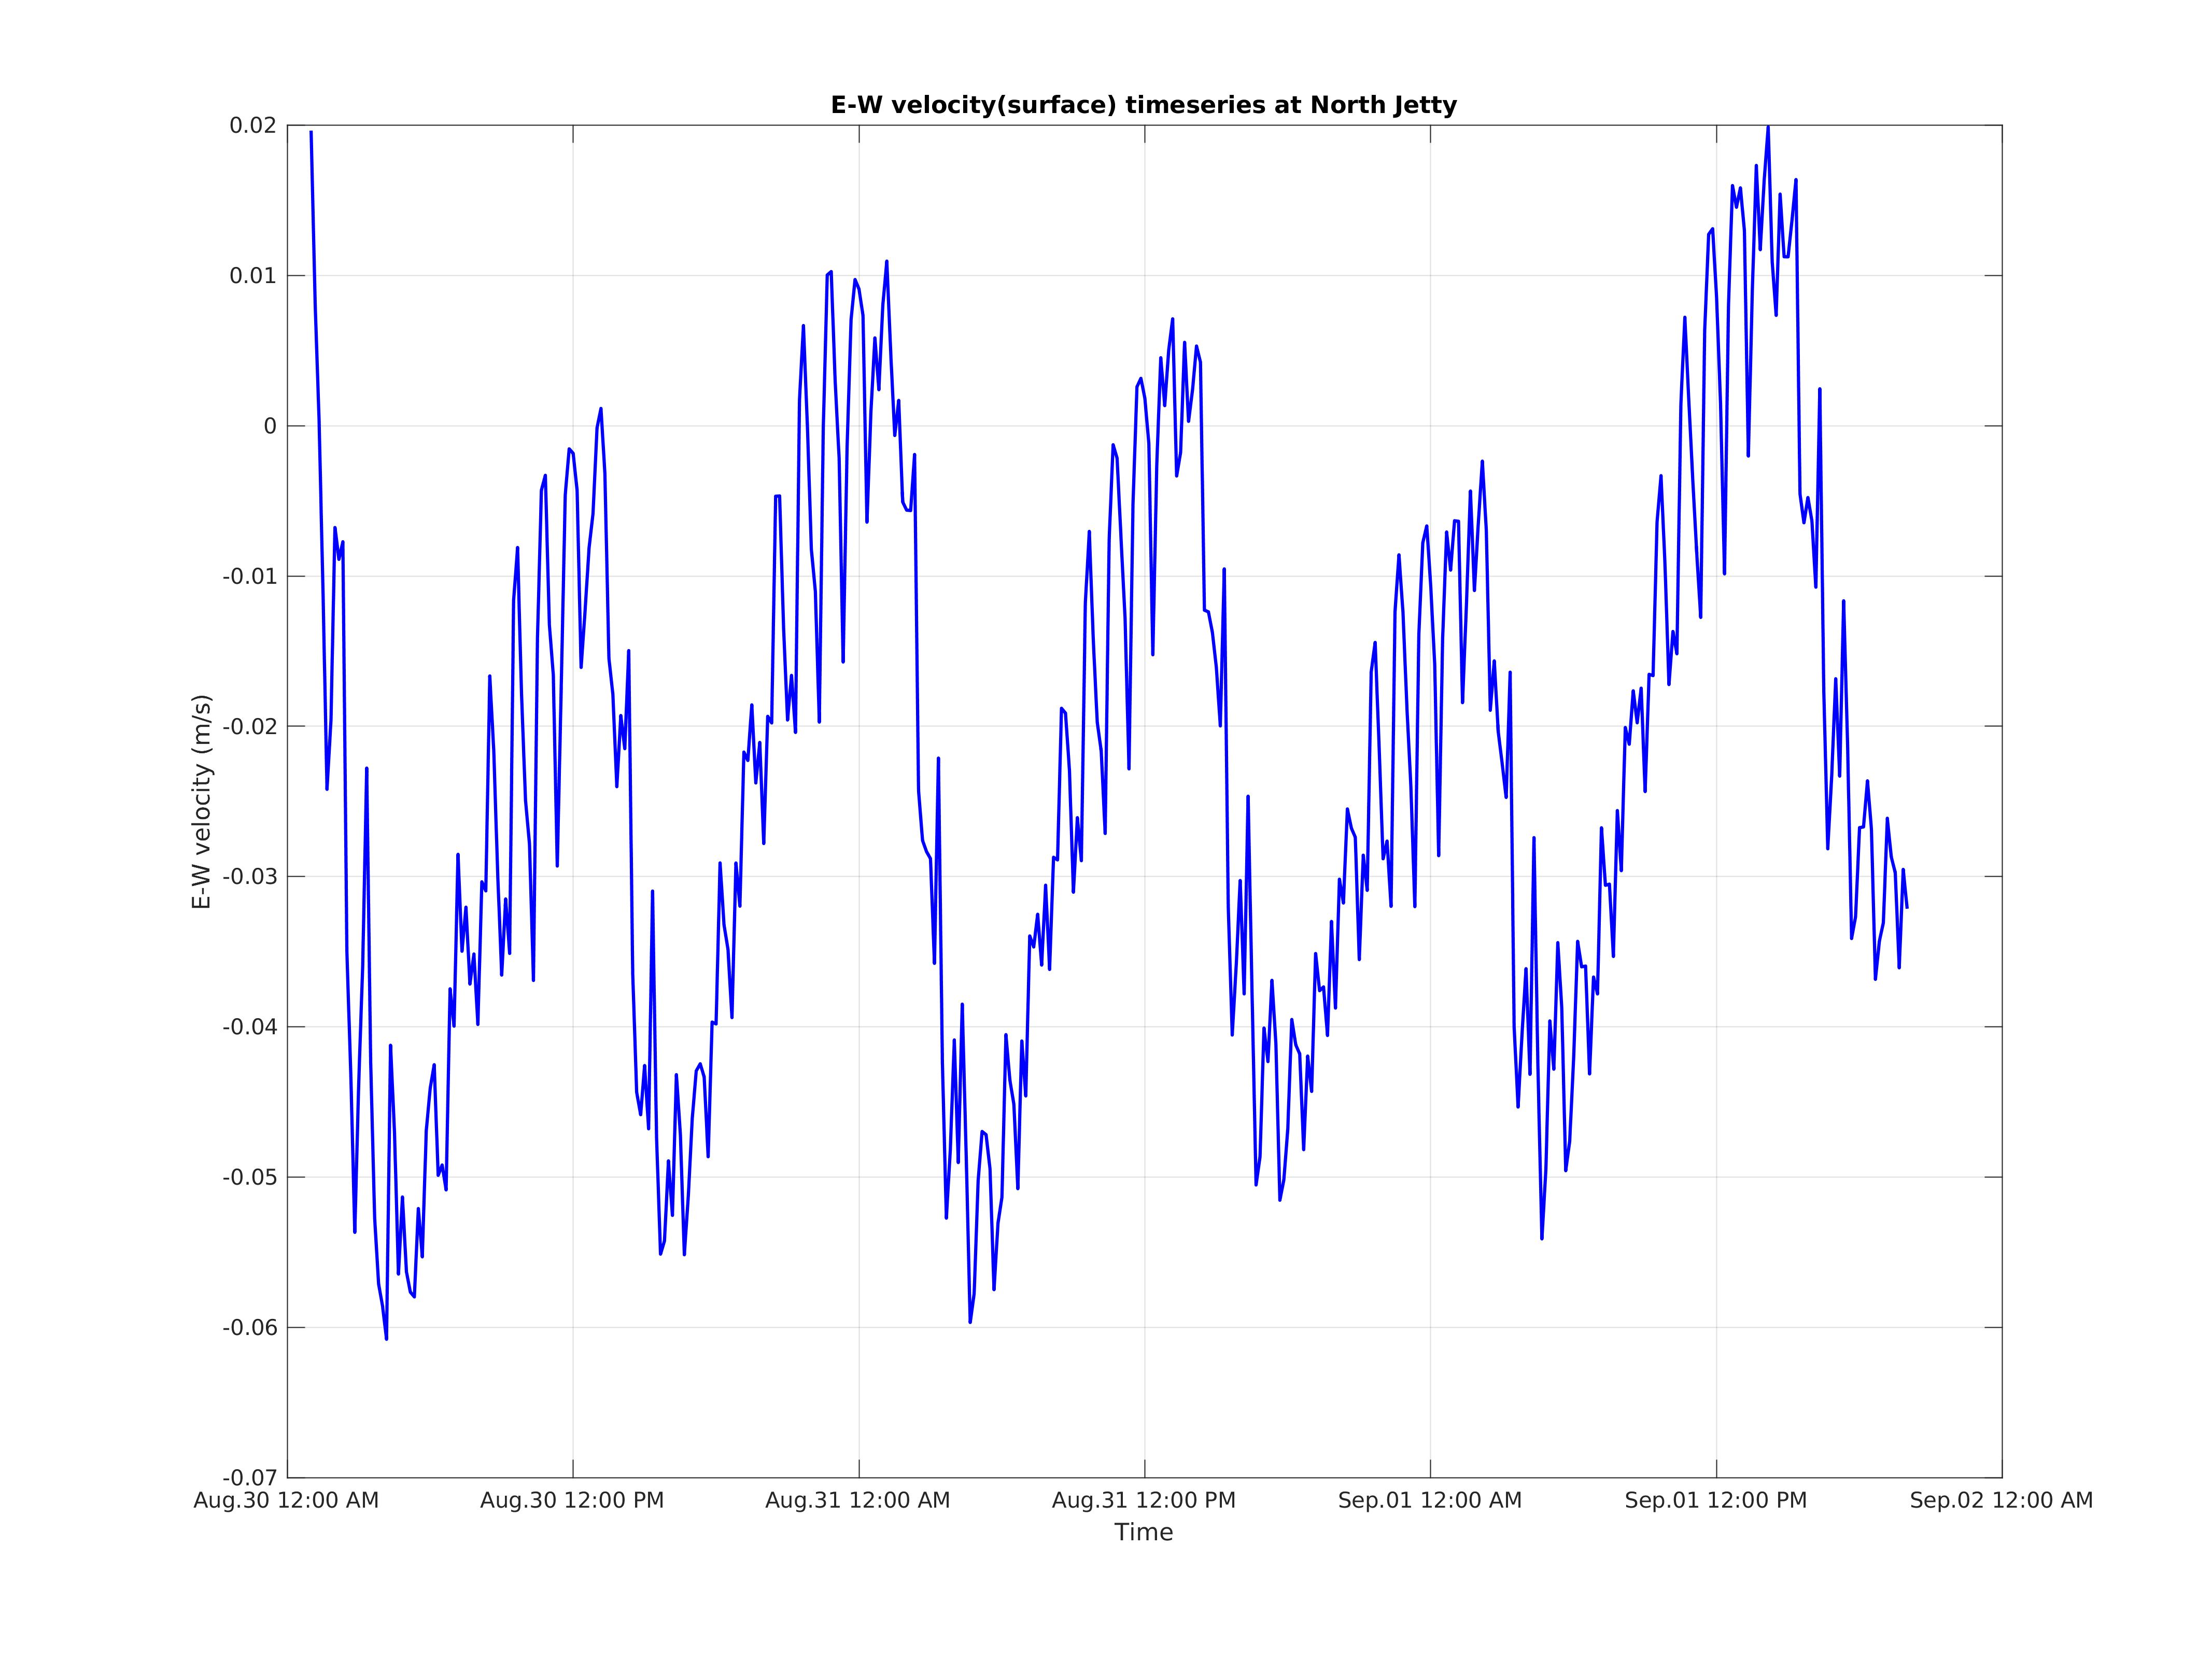 E-W velocity(surface) timeseries at North Jetty
0.02
0.01
0
-0.01
-0.02
-0.03
-0.04
-0.05
-0.06
-0.07
E-W velocity (m/s)
Aug.30 12:00 AM Aug.30 12:00 PM Aug.31 12:00 AM Aug.31 12:00 PM Sep.01 12:00 AM Sep.01 12:00 PM Sep.02 12:00 AM
Time